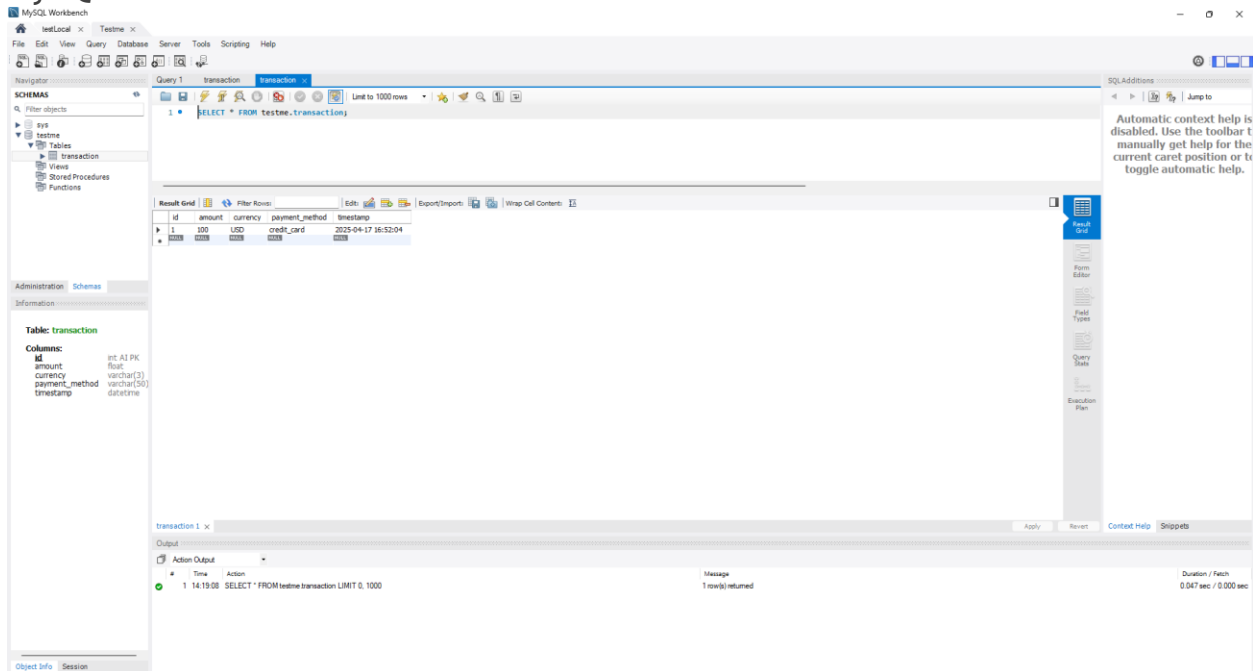 MySQL Workbench
testLocal × Testme ×
File Edit View Query Database Server Tools Scripting Help
Navigator
SCHEMAS
Filter objects
sys
testme
Tables
transaction
Views
Stored Procedures
Functions
Administration Schemas
Information
Table: transaction
Columns:
id int AI PK
amount float
currency varchar(3)
payment_method varchar(50)
timestamp datetime
Object Info Session
Query 1 transaction transaction ×
Limit to 1000 rows
1 SELECT * FROM testme.transaction;
Result Grid Filter Rows: Edit: Export/Import: Wrap Cell Content:
id amount currency payment_method timestamp
1 100 USD credit_card 2025-04-17 16:52:04
NULL NULL NULL NULL NULL
Result
Grid
Form
Editor
Field
Types
Query
Stats
Execution
Plan
transaction 1 × Apply Revert
Output
Action Output
# Time Action Message Duration / Fetch
1 14:19:08 SELECT * FROM testme.transaction LIMIT 0, 1000 1 row(s) returned 0.047 sec / 0.000 sec
SQLAdditions
Jump to
Automatic context help is
disabled. Use the toolbar
manually get help for the
current caret position or
toggle automatic help.
Context Help Snippets